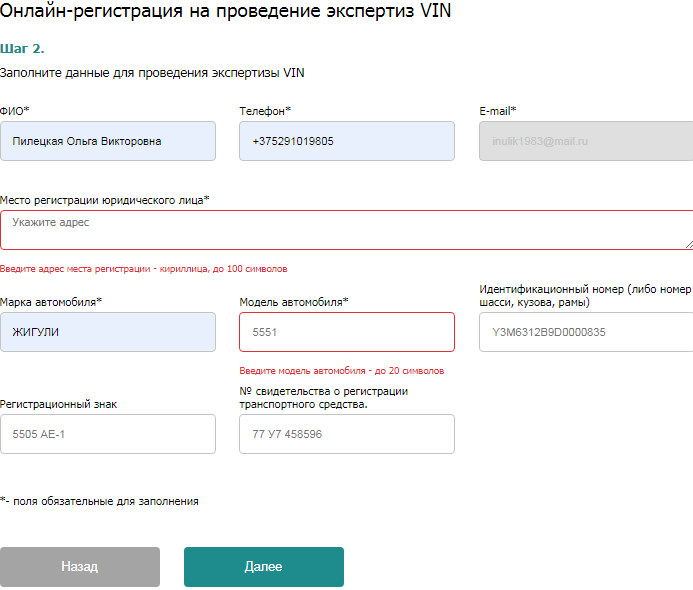 Онлайн-регистрация на проведение экспертиз VIN
Шаг 2.
Заполните данные для проведения экспертизы VIN
ФИО*
Телефон*
E-mail*
Пилецкая Ольга Викторовна
+375291019805
inulik1983@mail.ru
Место регистрации юридического лица*
Укажите адрес
Введите адрес места регистрации - кириллица, до 100 символов
Марка автомобиля*
Модель автомобиля*
Идентификационный номер (либо номер
шасси, кузова, рамы)
ЖИГУЛИ
5551
Y3M6312B9D0000835
Введите модель автомобиля - до 20 символов
Регистрационный знак
№ свидетельства о регистрации
транспортного средства.
5505 АЕ-1
77 У7 458596
*- поля обязательные для заполнения
Назад
Далее